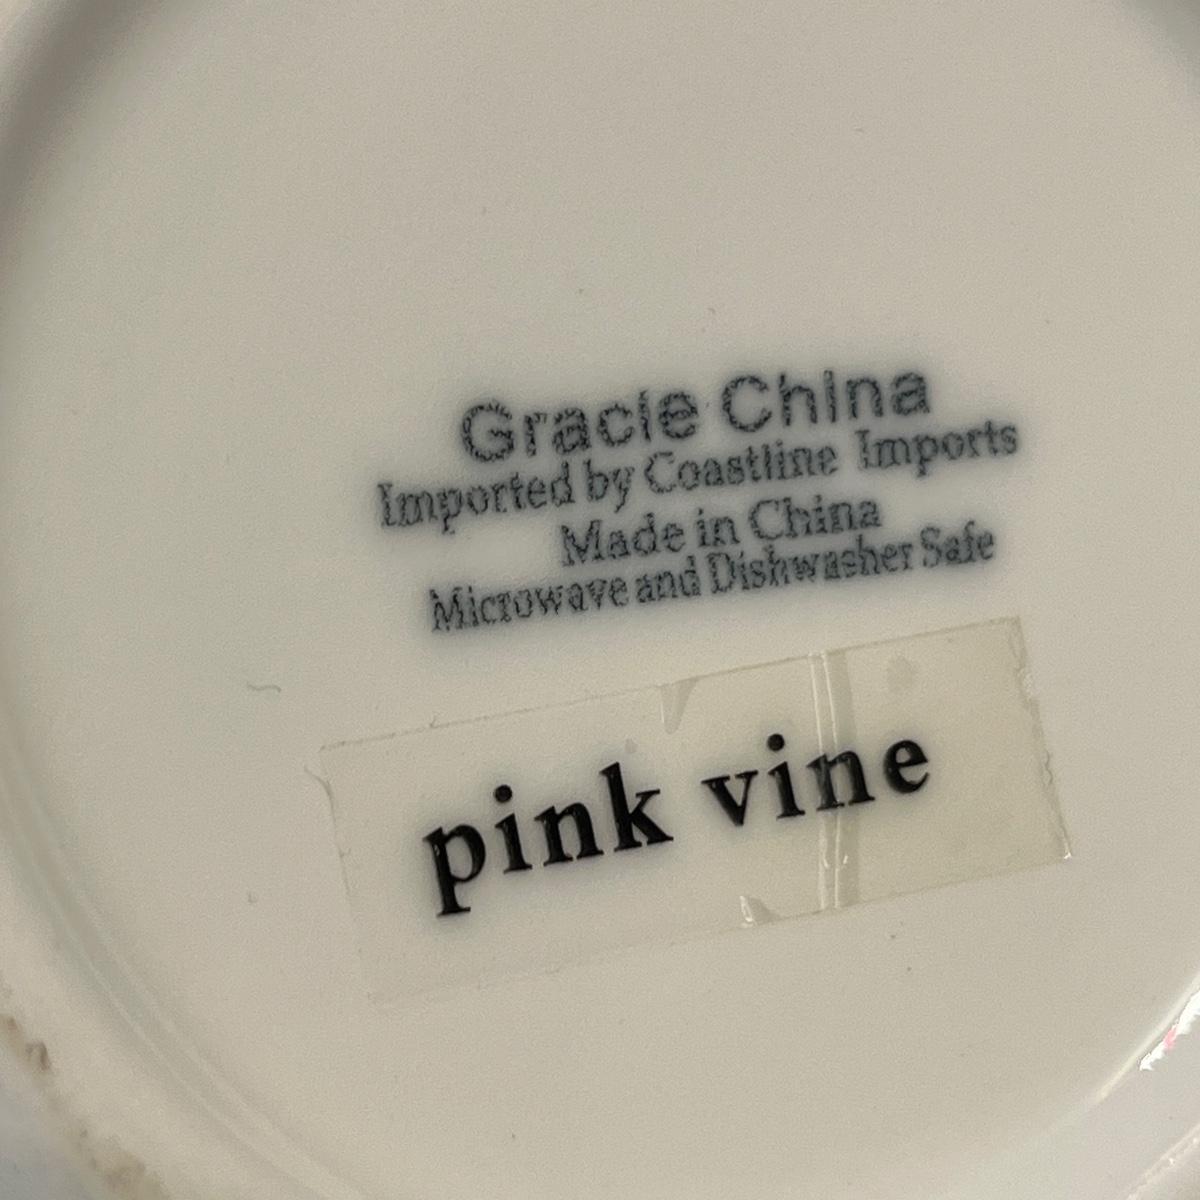 Gracie China
Imported by Coastline Imports
Made in China
Microwave and Dishwasher Safe
pink vine